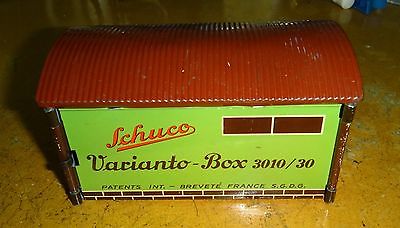 Schuco
Varianto-Box 3010/30
PATENTS INT. - BREVETÉ FRANCE S.G.D.G.